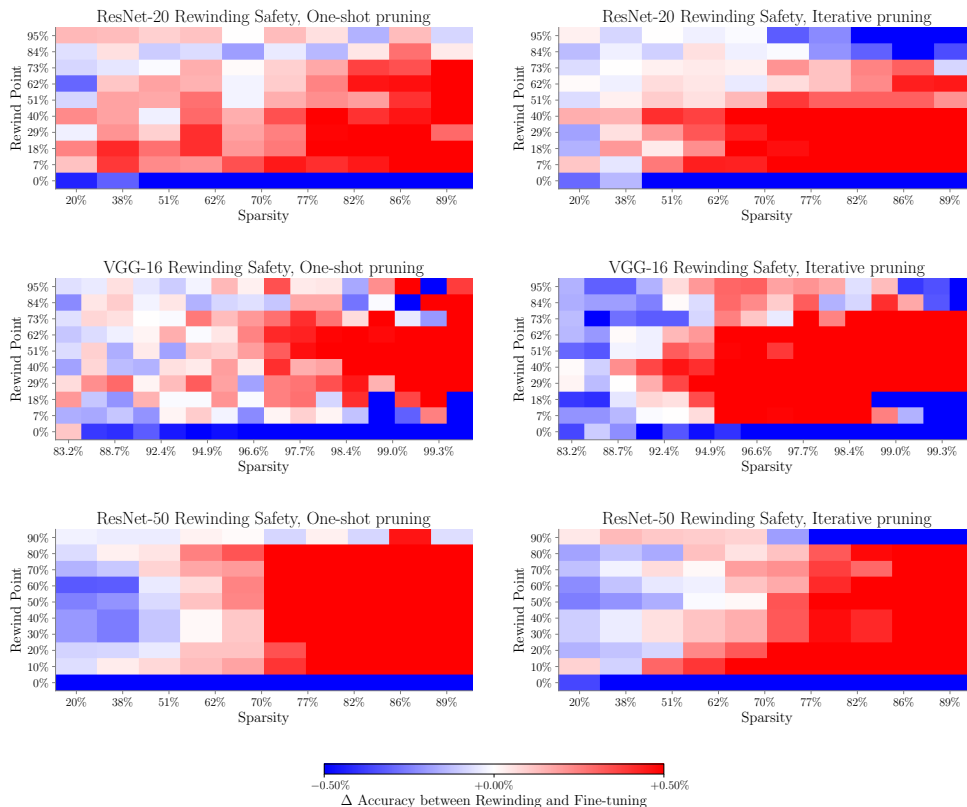 ResNet-20 Rewinding Safety, One-shot pruning
95%
84%
73%
62%
51%
40%
29%
18%
7%
0%
Rewind Point
20% 38% 51% 62% 70% 77% 82% 86% 89%
Sparsity
ResNet-20 Rewinding Safety, Iterative pruning
95%
84%
73%
62%
51%
40%
29%
18%
7%
0%
Rewind Point
20% 38% 51% 62% 70% 77% 82% 86% 89%
Sparsity
VGG-16 Rewinding Safety, One-shot pruning
95%
84%
73%
62%
51%
40%
29%
18%
7%
0%
Rewind Point
83.2% 88.7% 92.4% 94.9% 96.6% 97.7% 98.4% 99.0% 99.3%
Sparsity
VGG-16 Rewinding Safety, Iterative pruning
95%
84%
73%
62%
51%
40%
29%
18%
7%
0%
Rewind Point
83.2% 88.7% 92.4% 94.9% 96.6% 97.7% 98.4% 99.0% 99.3%
Sparsity
ResNet-50 Rewinding Safety, One-shot pruning
90%
80%
70%
60%
50%
40%
30%
20%
10%
0%
Rewind Point
20% 38% 51% 62% 70% 77% 82% 86% 89%
Sparsity
ResNet-50 Rewinding Safety, Iterative pruning
90%
80%
70%
60%
50%
40%
30%
20%
10%
0%
Rewind Point
20% 38% 51% 62% 70% 77% 82% 86% 89%
Sparsity
−0.50% +0.00% +0.50%
Δ Accuracy between Rewinding and Fine-tuning